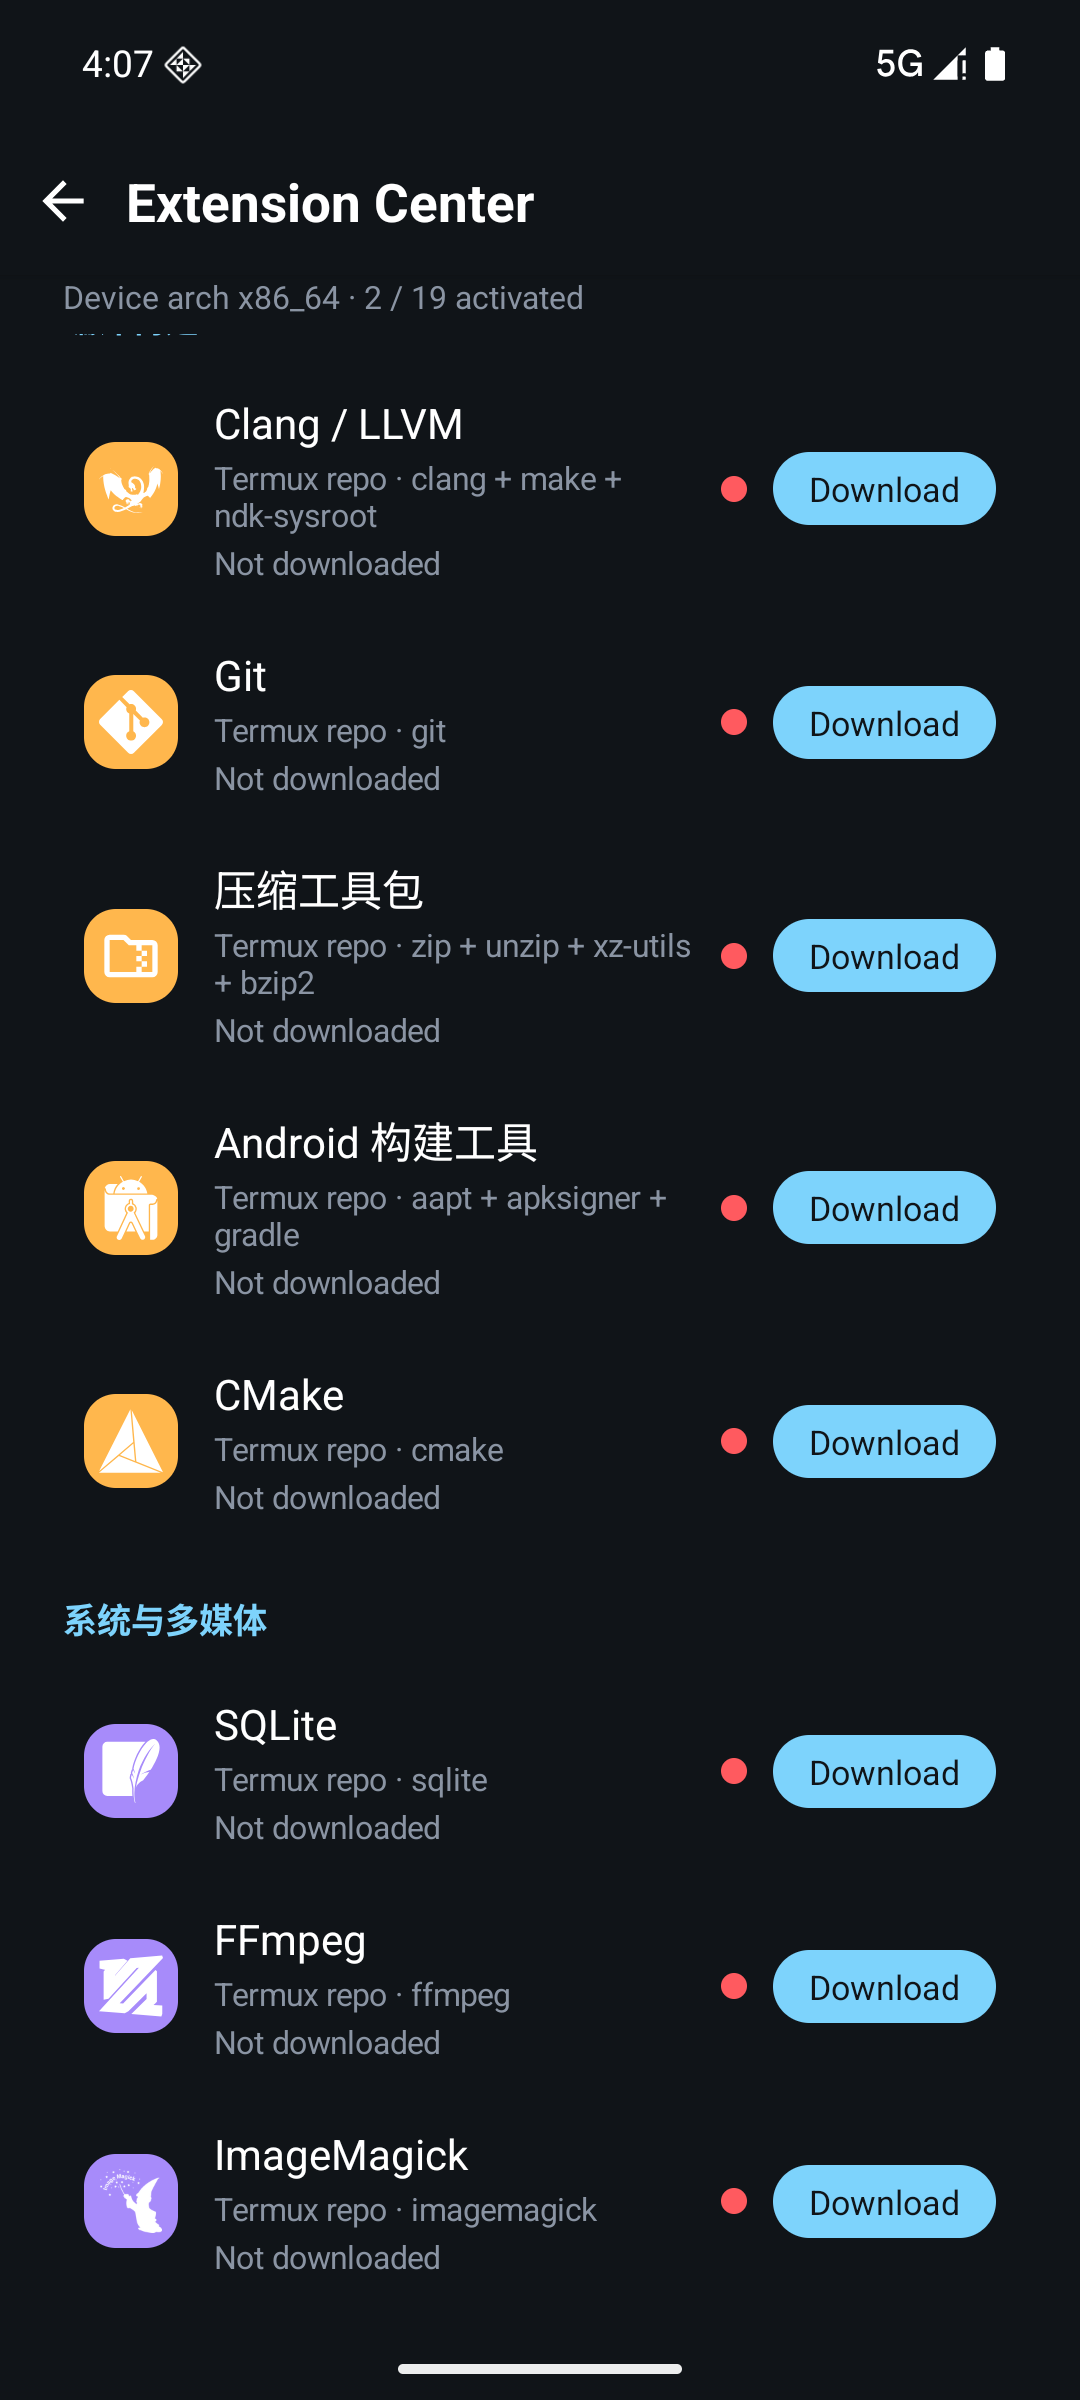 4:07
5G
Extension Center
Device arch x86_64 · 2 / 19 activated
Clang / LLVM
Termux repo · clang + make +
ndk-sysroot
Not downloaded
Download
Git
Termux repo · git
Not downloaded
Download
压缩工具包
Termux repo · zip + unzip + xz-utils
+ bzip2
Not downloaded
Download
Android 构建工具
Termux repo · aapt + apksigner +
gradle
Not downloaded
Download
CMake
Termux repo · cmake
Not downloaded
Download
系统与多媒体
SQLite
Termux repo · sqlite
Not downloaded
Download
FFmpeg
Termux repo · ffmpeg
Not downloaded
Download
ImageMagick
Termux repo · imagemagick
Not downloaded
Download